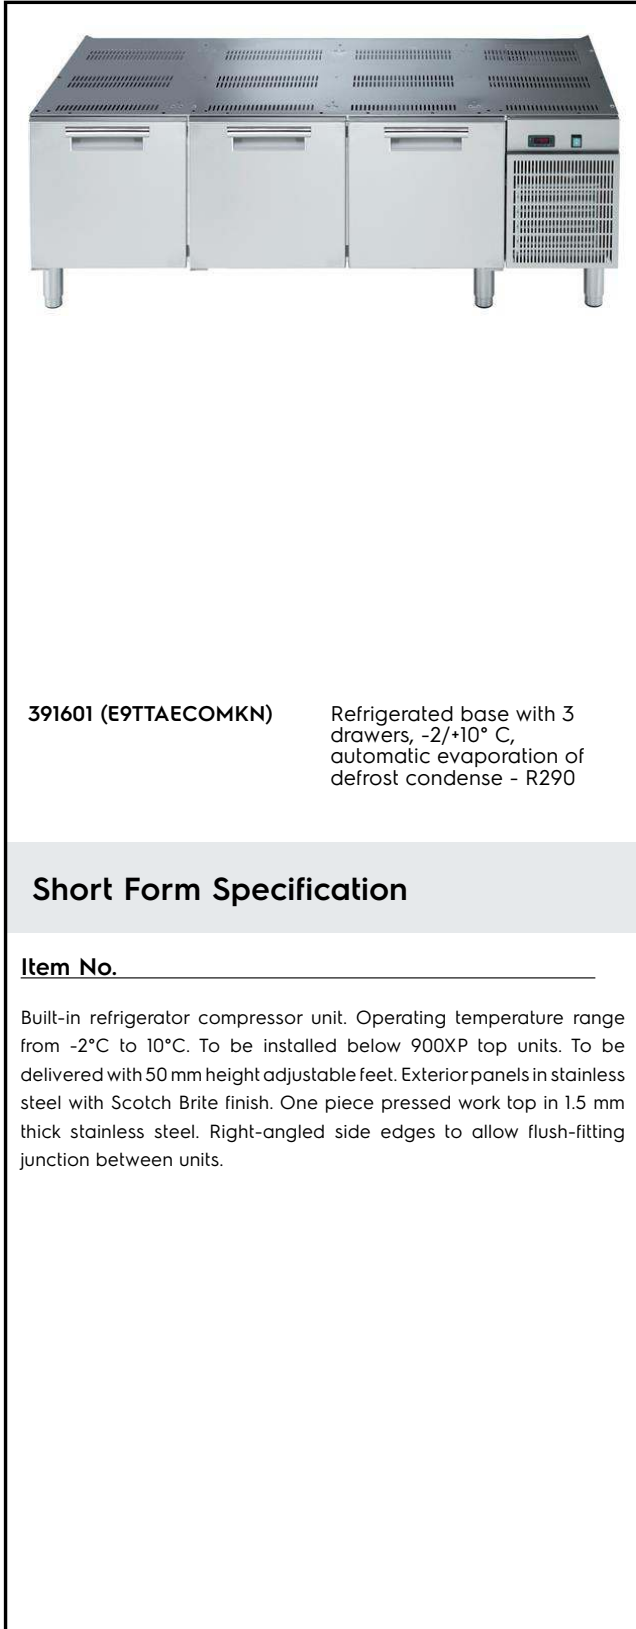 391601 (E9TTAECOMKN)
Refrigerated base with 3
drawers, -2/+10° C,
automatic evaporation of
defrost condense - R290
Short Form Specification
Item No.
Built-in refrigerator compressor unit. Operating temperature range
from -2°C to 10°C. To be installed below 900XP top units. To be
delivered with 50 mm height adjustable feet. Exterior panels in stainless
steel with Scotch Brite finish. One piece pressed work top in 1.5 mm
thick stainless steel. Right-angled side edges to allow flush-fitting
junction between units.